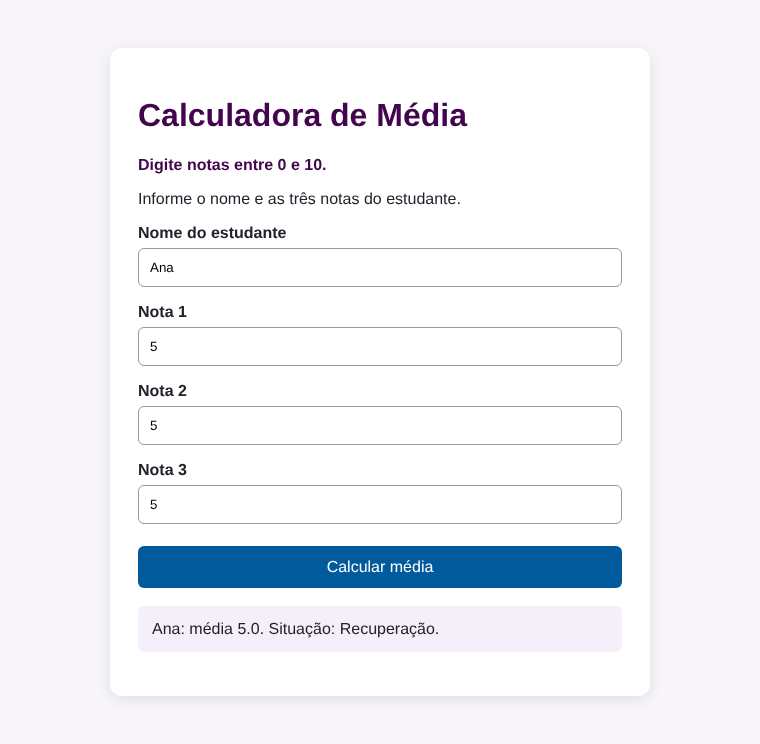 Calculadora de Média
Digite notas entre 0 e 10.
Informe o nome e as três notas do estudante.
Nome do estudante
Ana
Nota 1
5
Nota 2
5
Nota 3
5
Calcular média
Ana: média 5.0. Situação: Recuperação.